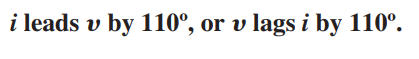 i leads v by 110º, or v lags i by 110º.